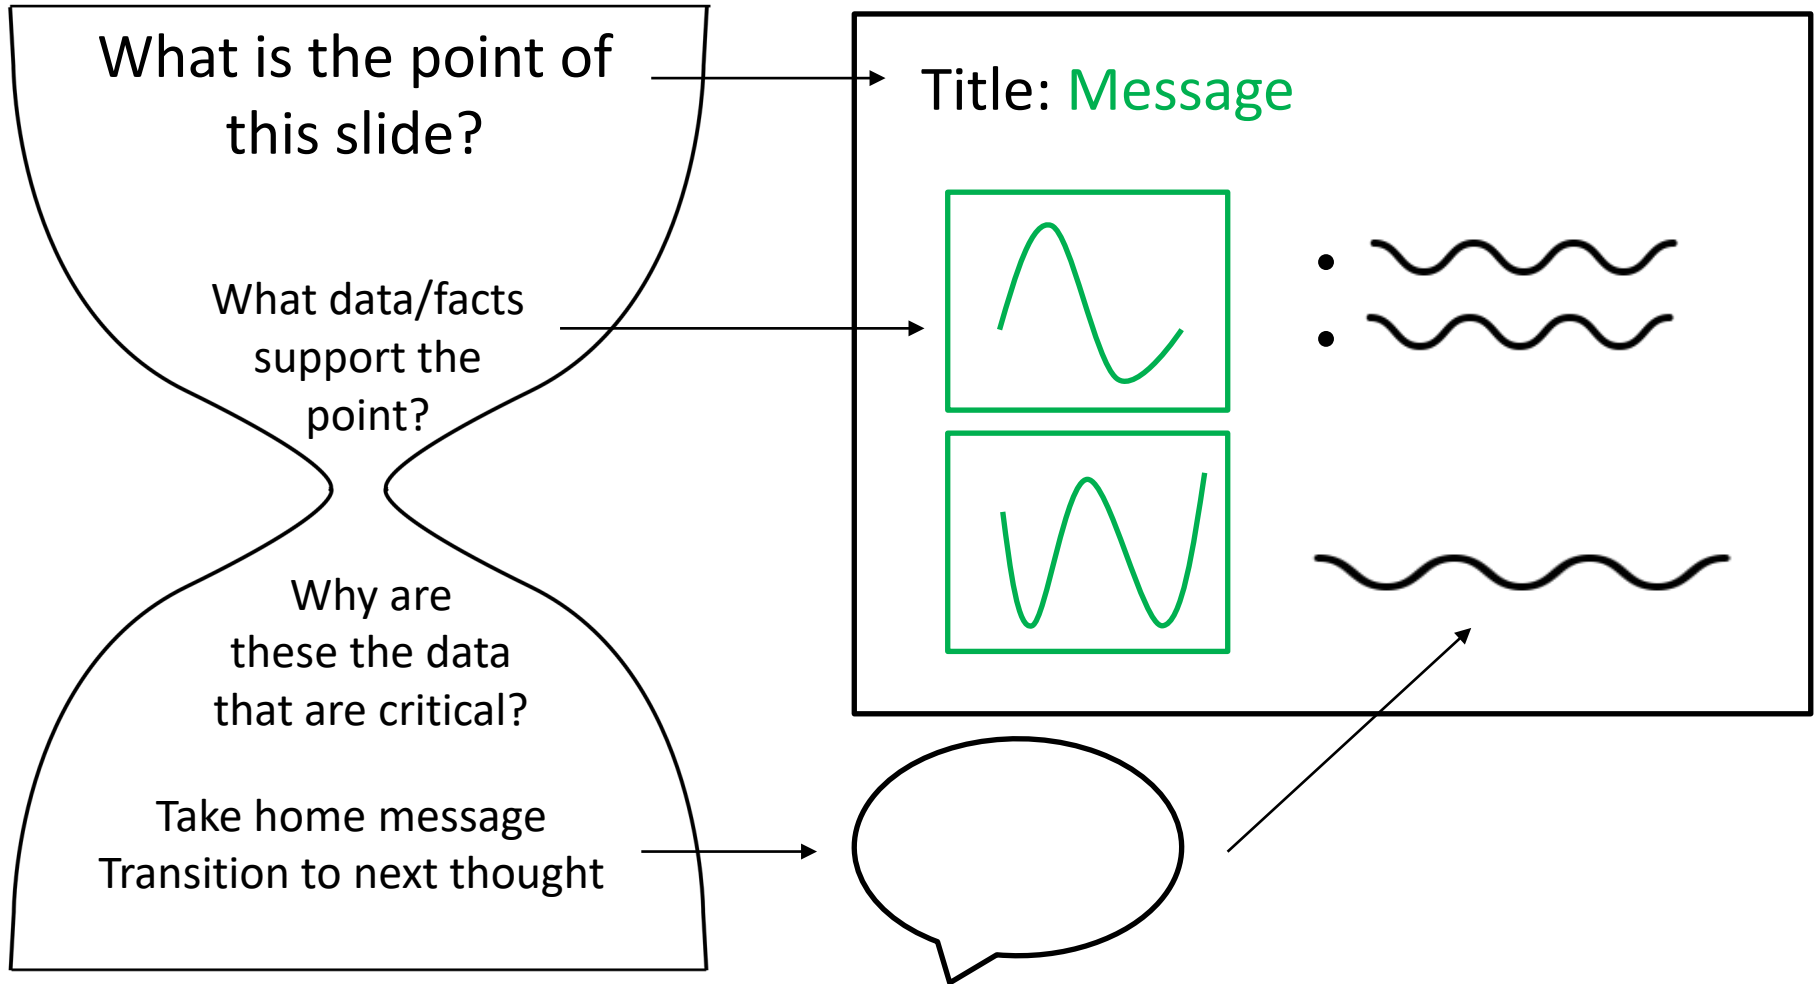 What is the point of
this slide?
What data/facts
support the
point?
Why are
these the data
that are critical?
Take home message
Transition to next thought
Title: Message